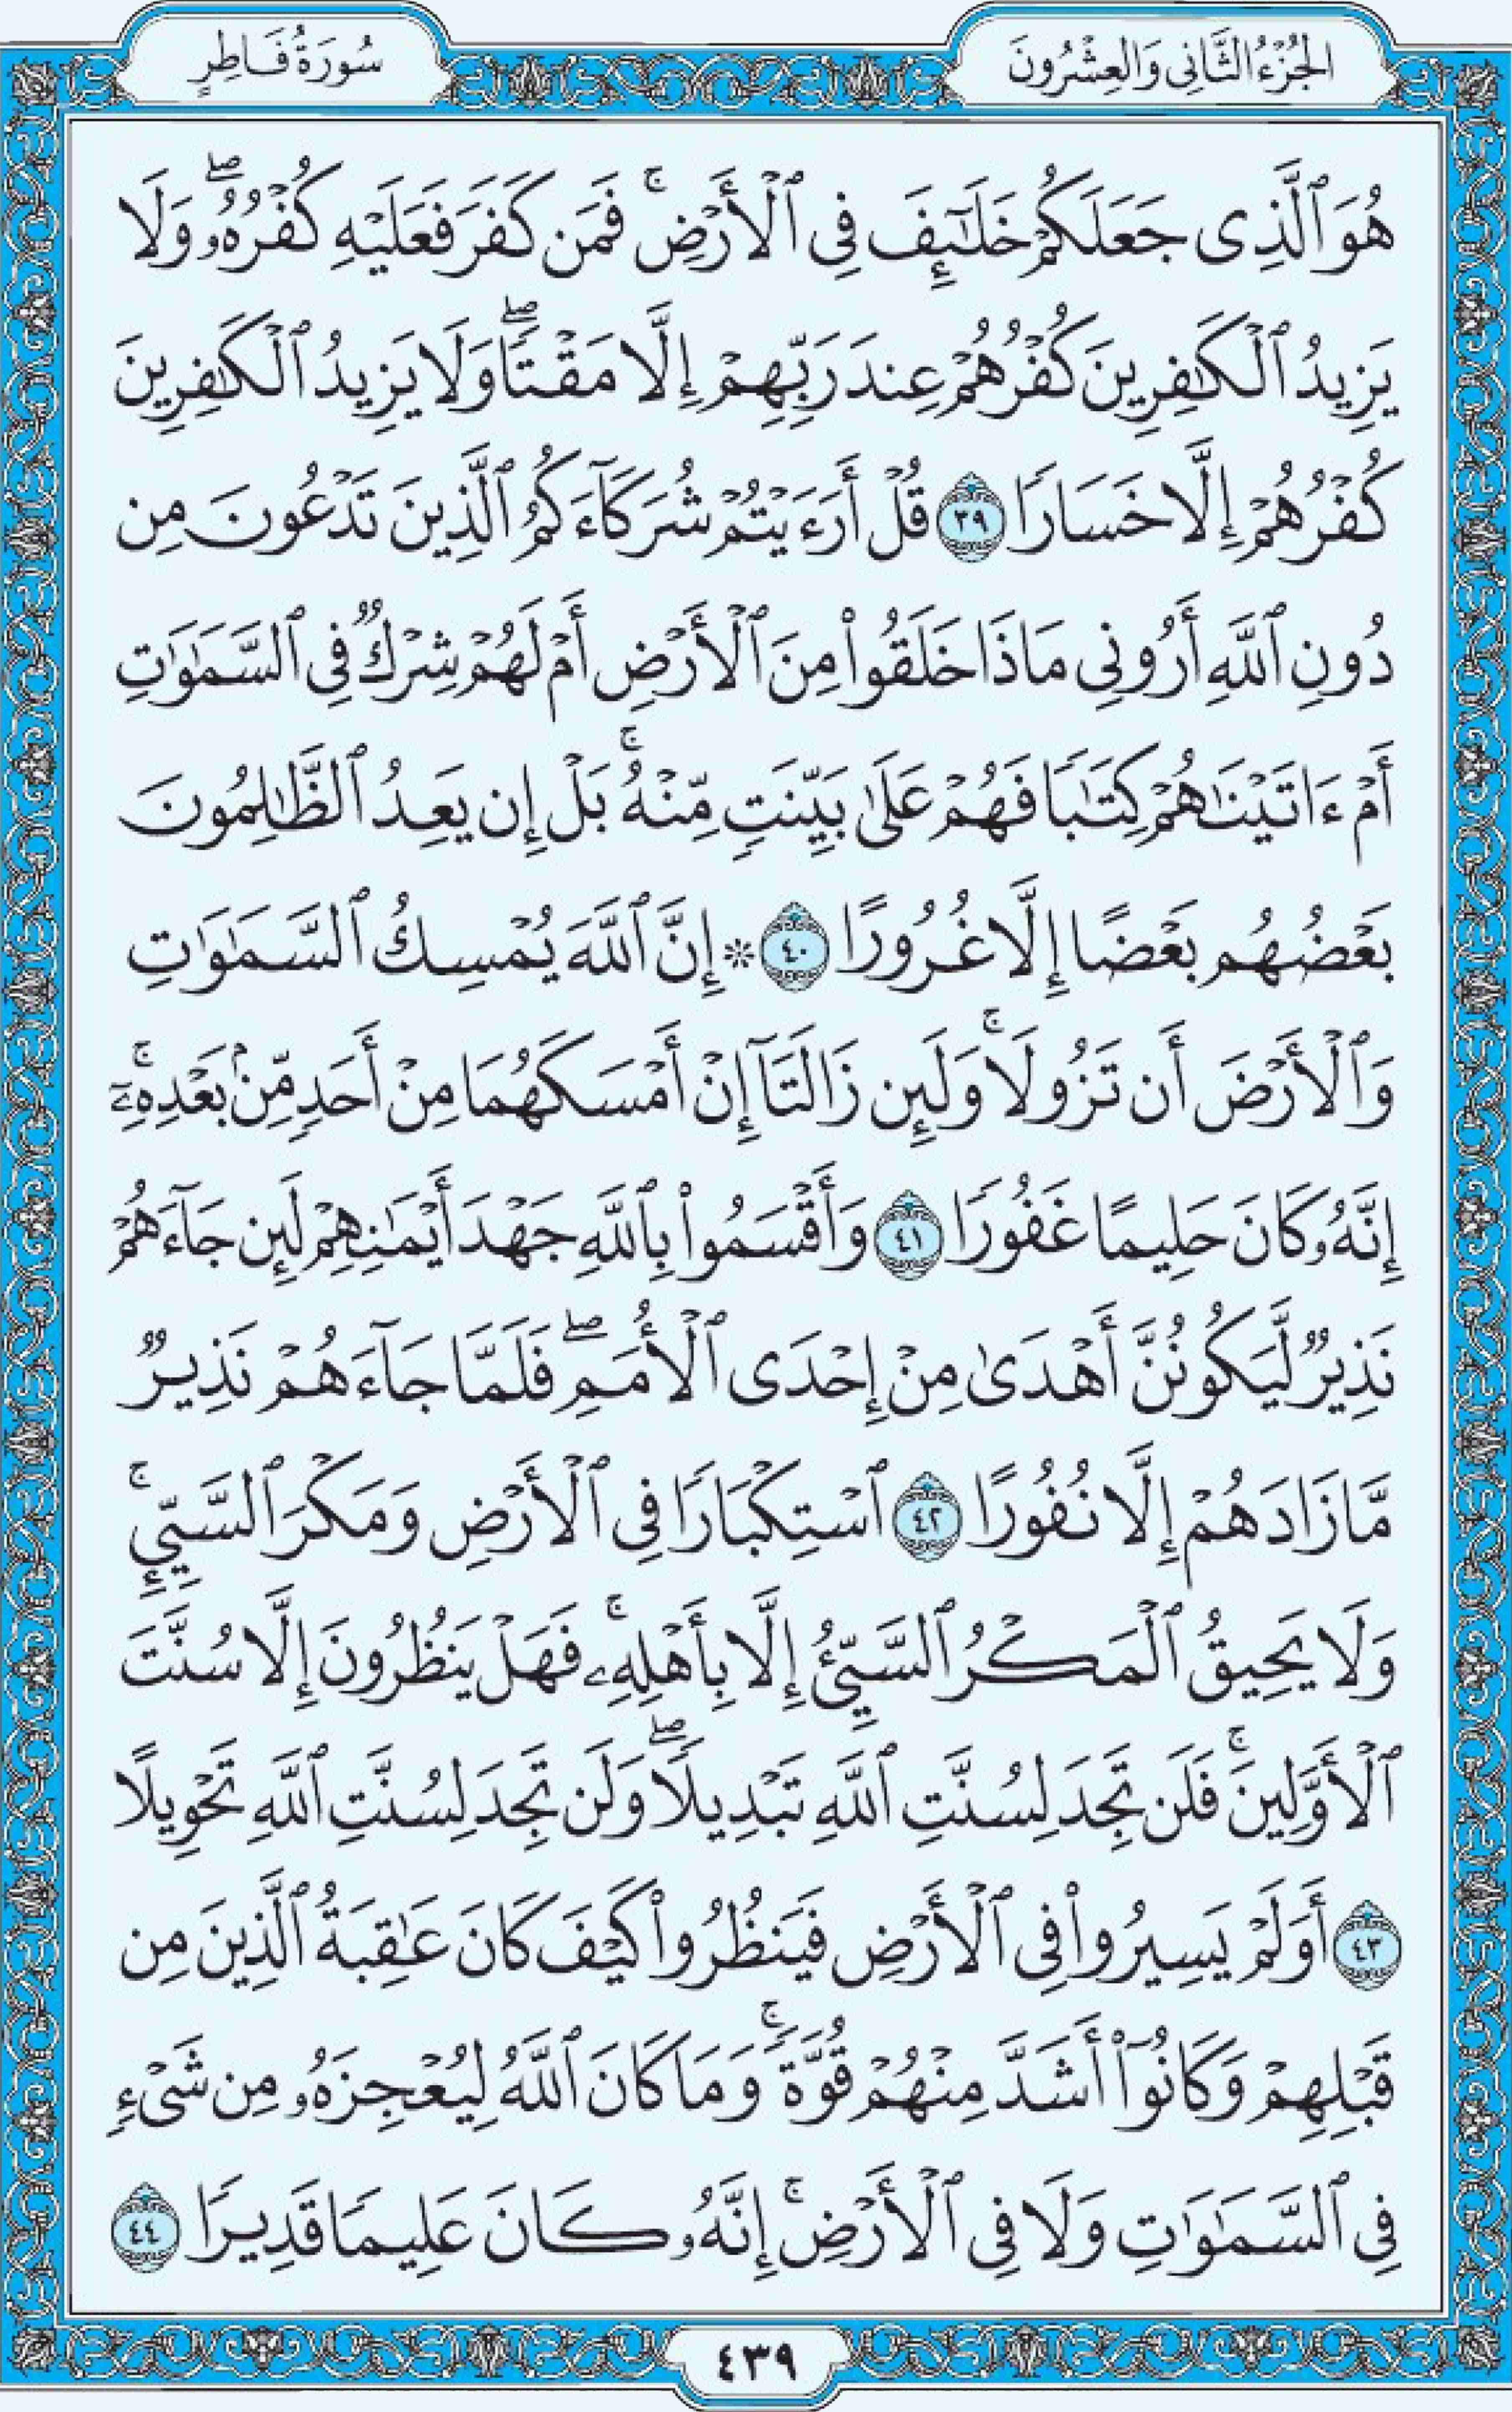 الجُزْءُ الثَّانِي وَالعِشْرُونَ
سُورَةُ فَاطِرٍ
هُوَ ٱلَّذِى جَعَلَكُمْ خَلَٰٓئِفَ فِى ٱلْأَرْضِ ۚ فَمَن كَفَرَ فَعَلَيْهِ كُفْرُهُۥ ۖ وَلَا
يَزِيدُ ٱلْكَٰفِرِينَ كُفْرُهُمْ عِندَ رَبِّهِمْ إِلَّا مَقْتًا ۖ وَلَا يَزِيدُ ٱلْكَٰفِرِينَ
كُفْرُهُمْ إِلَّا خَسَارًا ٣٩ قُلْ أَرَءَيْتُمْ شُرَكَآءَكُمُ ٱلَّذِينَ تَدْعُونَ مِن
دُونِ ٱللَّهِ أَرُونِى مَاذَا خَلَقُوا۟ مِنَ ٱلْأَرْضِ أَمْ لَهُمْ شِرْكٌ فِى ٱلسَّمَٰوَٰتِ
أَمْ ءَاتَيْنَٰهُمْ كِتَٰبًا فَهُمْ عَلَىٰ بَيِّنَتٍ مِّنْهُ ۚ بَلْ إِن يَعِدُ ٱلظَّٰلِمُونَ
بَعْضُهُم بَعْضًا إِلَّا غُرُورًا ٤٠ * إِنَّ ٱللَّهَ يُمْسِكُ ٱلسَّمَٰوَٰتِ
وَٱلْأَرْضَ أَن تَزُولَا ۚ وَلَئِن زَالَتَآ إِنْ أَمْسَكَهُمَا مِنْ أَحَدٍ مِّنۢ بَعْدِهِۦٓ ۚ
إِنَّهُۥ كَانَ حَلِيمًا غَفُورًا ٤١ وَأَقْسَمُوا۟ بِٱللَّهِ جَهْدَ أَيْمَٰنِهِمْ لَئِن جَآءَهُمْ
نَذِيرٌ لَّيَكُونُنَّ أَهْدَىٰ مِنْ إِحْدَى ٱلْأُمَمِ ۖ فَلَمَّا جَآءَهُمْ نَذِيرٌ
مَّا زَادَهُمْ إِلَّا نُفُورًا ٤٢ ٱسْتِكْبَارًا فِى ٱلْأَرْضِ وَمَكْرَ ٱلسَّيِّئِ ۚ
وَلَا يَحِيقُ ٱلْمَكْرُ ٱلسَّيِّئُ إِلَّا بِأَهْلِهِۦ ۚ فَهَلْ يَنظُرُونَ إِلَّا سُنَّتَ
ٱلْأَوَّلِينَ ۚ فَلَن تَجِدَ لِسُنَّتِ ٱللَّهِ تَبْدِيلًا ۖ وَلَن تَجِدَ لِسُنَّتِ ٱللَّهِ تَحْوِيلًا
٤٣ أَوَلَمْ يَسِيرُوا۟ فِى ٱلْأَرْضِ فَيَنظُرُوا۟ كَيْفَ كَانَ عَٰقِبَةُ ٱلَّذِينَ مِن
قَبْلِهِمْ وَكَانُوٓا۟ أَشَدَّ مِنْهُمْ قُوَّةً ۚ وَمَا كَانَ ٱللَّهُ لِيُعْجِزَهُۥ مِن شَىْءٍ
فِى ٱلسَّمَٰوَٰتِ وَلَا فِى ٱلْأَرْضِ ۚ إِنَّهُۥ كَانَ عَلِيمًا قَدِيرًا ٤٤
٤٣٩